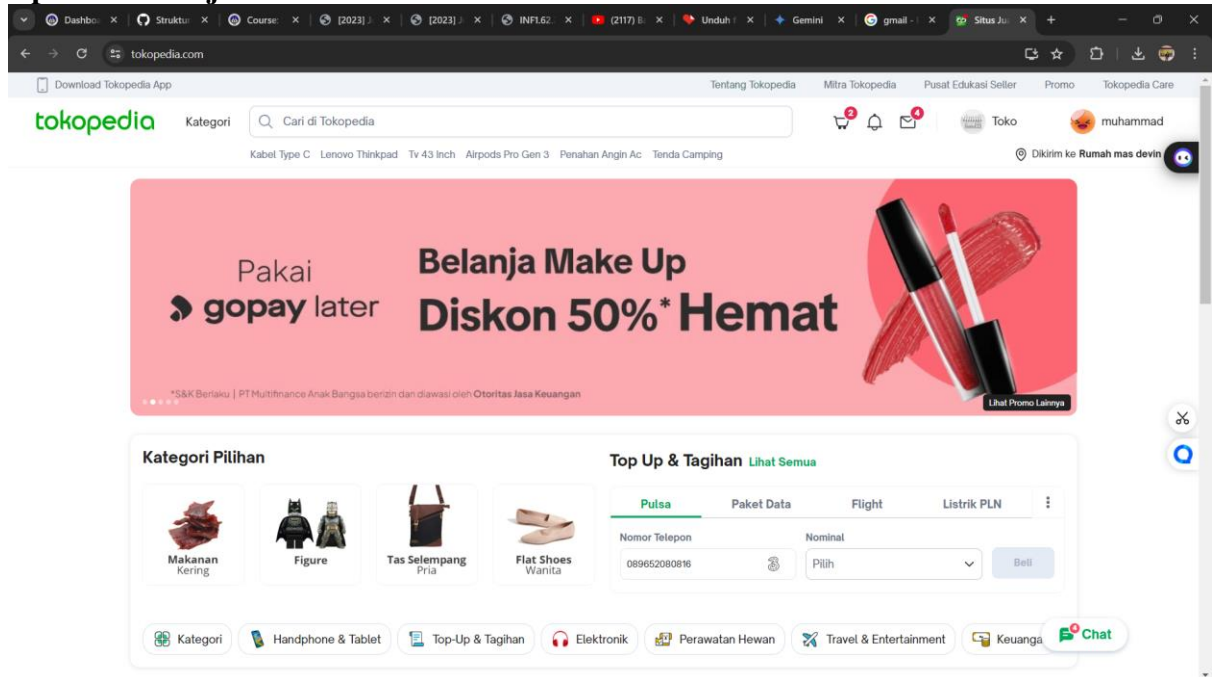 Dashbo
Struktur
Course:
[2023] J
[2023] J
INF1.62.
(2117) B
Unduh
Gemini
gmail -
Situs Ju
tokopedia.com
Download Tokopedia App
Tentang Tokopedia
Mitra Tokopedia
Pusat Edukasi Seller
Promo
Tokopedia Care
tokopedia
Kategori
Cari di Tokopedia
2
4
Toko
muhammad
Kabel Type C
Lenovo Thinkpad
Tv 43 Inch
Airpods Pro Gen 3
Penahan Angin Ac
Tenda Camping
Dikirim ke Rumah mas devin
Pakai
gopay later
Belanja Make Up
Diskon 50%* Hemat
*S&K Berlaku | PT Multifinance Anak Bangsa berizin dan diawasi oleh Otoritas Jasa Keuangan
Lihat Promo Lainnya
Kategori Pilihan
Makanan
Kering
Figure
Tas Selempang
Pria
Flat Shoes
Wanita
Top Up & Tagihan Lihat Semua
Pulsa
Paket Data
Flight
Listrik PLN
Nomor Telepon
Nominal
089652080816
3
Pilih
Beli
Kategori
Handphone & Tablet
Top-Up & Tagihan
Elektronik
Perawatan Hewan
Travel & Entertainment
Keuanga
4
Chat